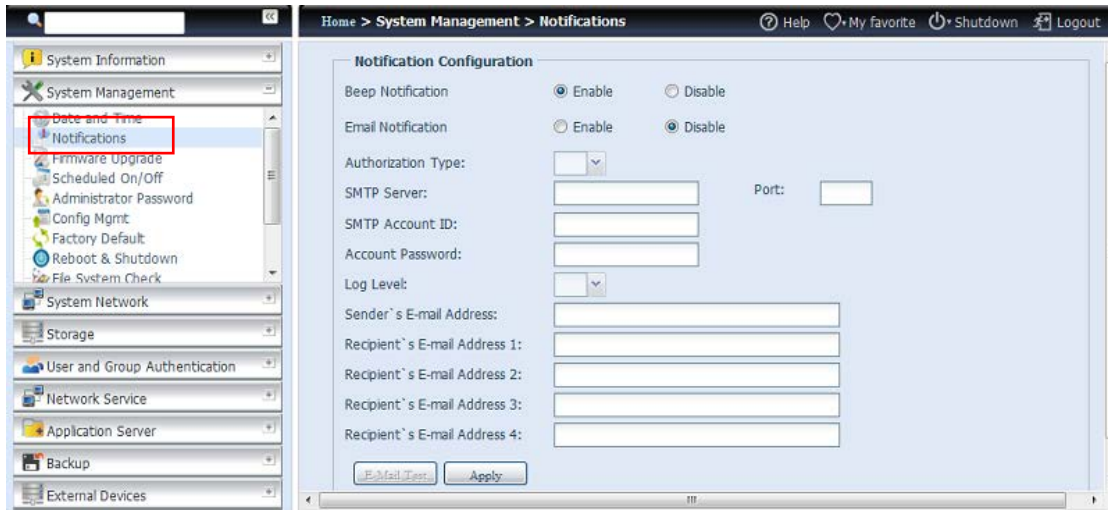 Home > System Management > Notifications
Help My favorite Shutdown Logout
System Information
System Management
Date and Time
Notifications
Firmware Upgrade
Scheduled On/Off
Administrator Password
Config Mgmt
Factory Default
Reboot & Shutdown
File System Check
System Network
Storage
User and Group Authentication
Network Service
Application Server
Backup
External Devices
Notification Configuration
Beep Notification Enable Disable
Email Notification Enable Disable
Authorization Type:
SMTP Server: Port:
SMTP Account ID:
Account Password:
Log Level:
Sender`s E-mail Address:
Recipient`s E-mail Address 1:
Recipient`s E-mail Address 2:
Recipient`s E-mail Address 3:
Recipient`s E-mail Address 4:
E-Mail Test Apply